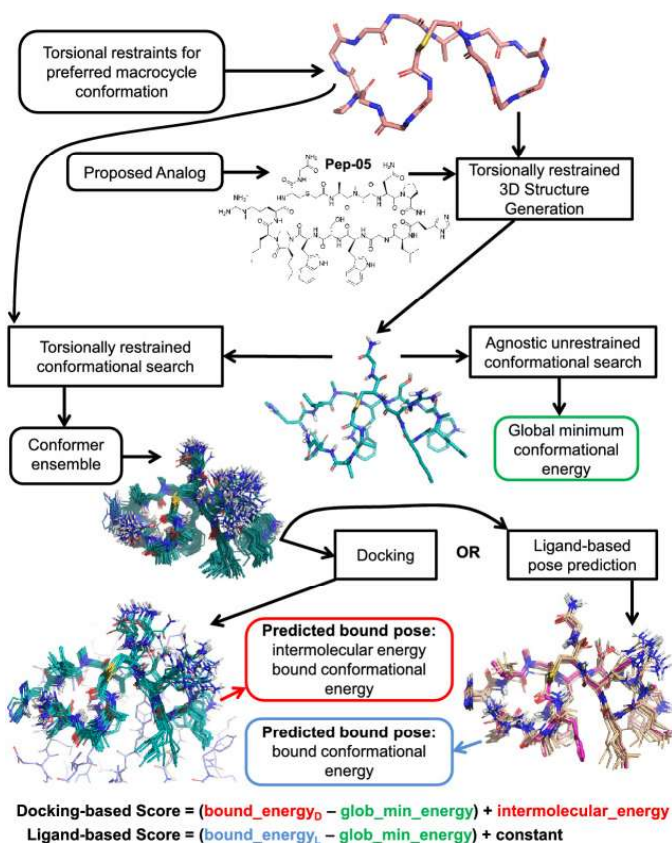 Torsional restraints for
preferred macrocycle
conformation
Proposed Analog
Pep-05
Torsionally restrained
3D Structure
Generation
Torsionally restrained
conformational search
Agnostic unrestrained
conformational search
Conformer
ensemble
Global minimum
conformational
energy
Docking
OR
Ligand-based
pose prediction
Predicted bound pose:
intermolecular energy
bound conformational
energy
Predicted bound pose:
bound conformational
energy
Docking-based Score = (bound_energy_D – glob_min_energy) + intermolecular_energy
Ligand-based Score = (bound_energy_L – glob_min_energy) + constant